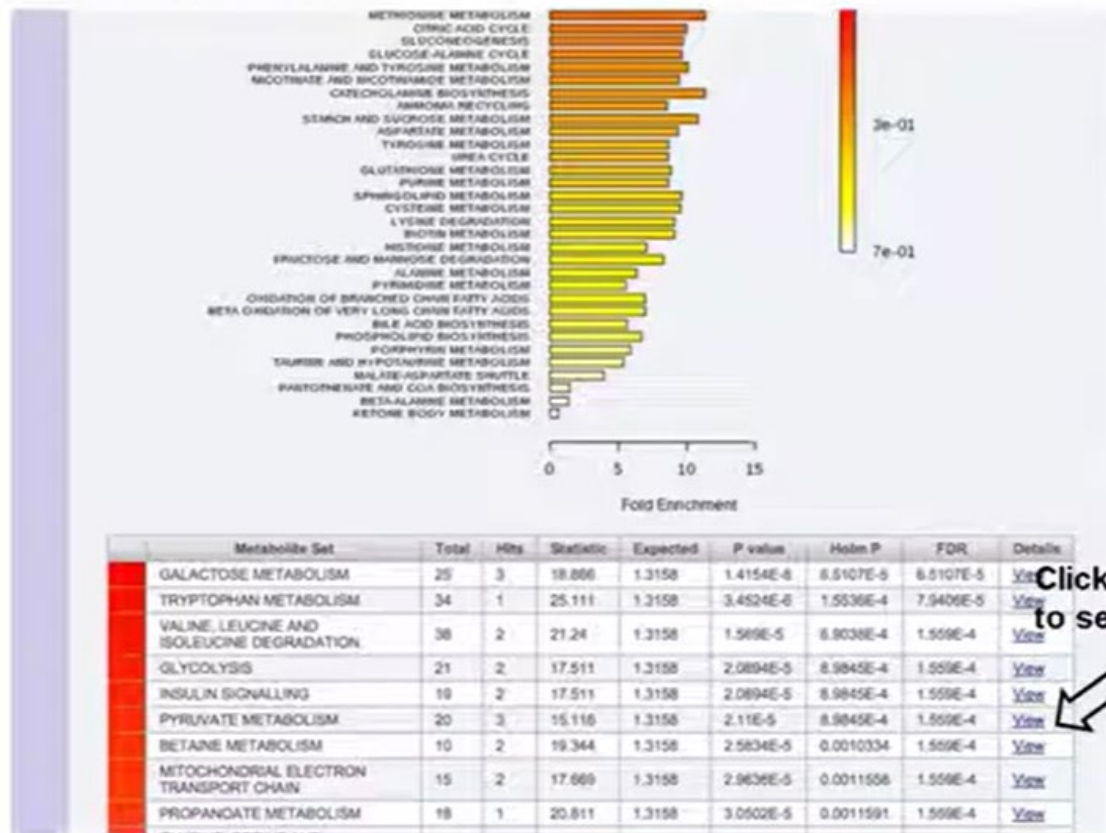 METHIONINE METABOLISM
CITRIC ACID CYCLE
GLUCONEOGENESIS
GLUCOSE-ALANINE CYCLE
PHENYLALANINE AND TYROSINE METABOLISM
NICOTINATE AND NICOTINAMIDE METABOLISM
CATECHOLAMINE BIOSYNTHESIS
AMMONIA RECYCLING
STARCH AND SUCROSE METABOLISM
ASPARTATE METABOLISM
TYROSINE METABOLISM
UREA CYCLE
GLUTATHIONE METABOLISM
PURINE METABOLISM
SPHINGOLIPID METABOLISM
CYSTEINE METABOLISM
LYSINE DEGRADATION
BIOTIN METABOLISM
HISTIDINE METABOLISM
FRUCTOSE AND MANNOSE DEGRADATION
ALANINE METABOLISM
PYRIMIDINE METABOLISM
OXIDATION OF BRANCHED CHAIN FATTY ACIDS
BETA OXIDATION OF VERY LONG CHAIN FATTY ACIDS
BILE ACID BIOSYNTHESIS
PHOSPHOLIPID BIOSYNTHESIS
PORPHYRIN METABOLISM
TAURINE AND HYPOTAURINE METABOLISM
MALATE-ASPARTATE SHUTTLE
PANTOTHENATE AND COA BIOSYNTHESIS
BETA-ALANINE METABOLISM
KETONE BODY METABOLISM
3e-01
7e-01
0 5 10 15
Fold Enrichment
Metabolite Set Total Hits Statistic Expected P value Holm P FDR Details
GALACTOSE METABOLISM 25 3 18.866 1.3158 1.4154E-6 6.5107E-5 6.5107E-5 View
TRYPTOPHAN METABOLISM 34 1 25.111 1.3158 3.4524E-6 1.5536E-4 7.9406E-5 View
VALINE, LEUCINE AND
ISOLEUCINE DEGRADATION 36 2 21.24 1.3158 1.569E-5 6.9038E-4 1.559E-4 View
GLYCOLYSIS 21 2 17.511 1.3158 2.0894E-5 8.9845E-4 1.559E-4 View
INSULIN SIGNALLING 19 2 17.511 1.3158 2.0894E-5 8.9845E-4 1.559E-4 View
PYRUVATE METABOLISM 20 3 15.116 1.3158 2.11E-5 8.9845E-4 1.559E-4 View
BETAINE METABOLISM 10 2 19.344 1.3158 2.5834E-5 0.0010334 1.559E-4 View
MITOCHONDRIAL ELECTRON
TRANSPORT CHAIN 15 2 17.669 1.3158 2.9636E-5 0.0011558 1.559E-4 View
PROPANOATE METABOLISM 18 1 20.811 1.3158 3.0502E-5 0.0011591 1.559E-4 View
Click
to se